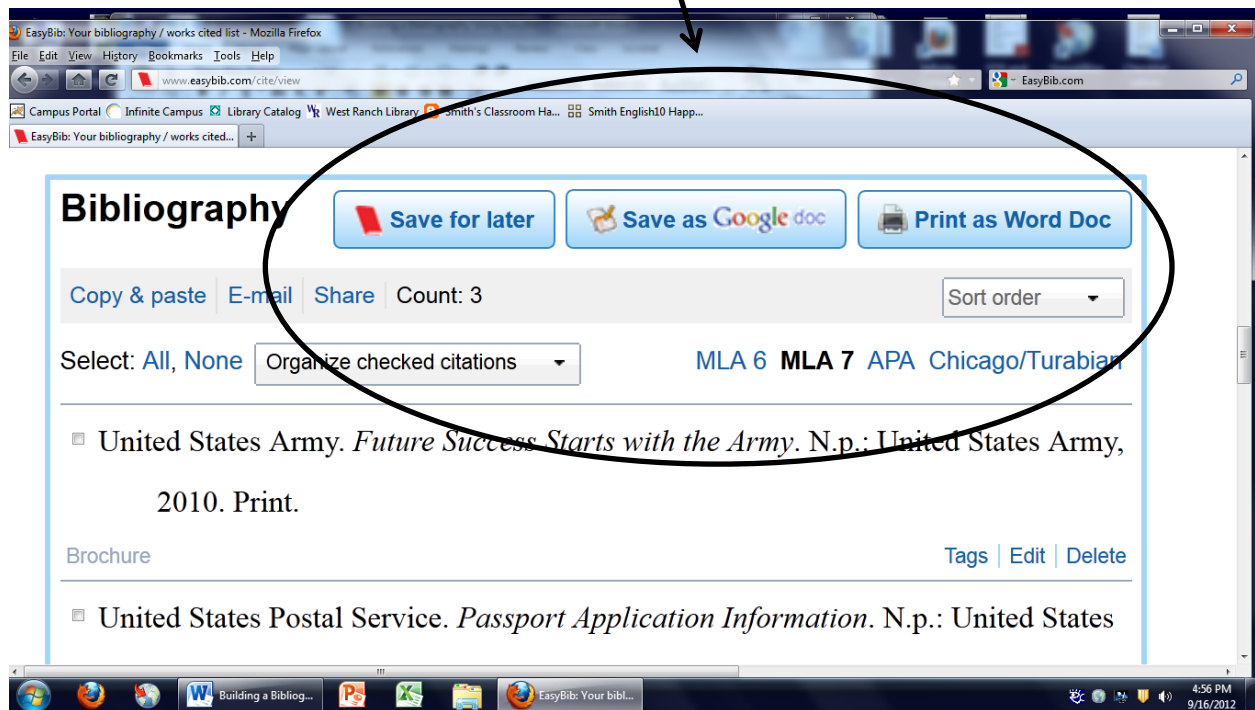 EasyBib: Your bibliography / works cited list - Mozilla Firefox
File Edit View History Bookmarks Tools Help
www.easybib.com/cite/view
EasyBib.com
Campus Portal Infinite Campus Library Catalog West Ranch Library Smith's Classroom Ha... Smith English10 Happ...
EasyBib: Your bibliography / works cited... +
Bibliography Save for later Save as Google doc Print as Word Doc
Copy & paste E-mail Share Count: 3 Sort order
Select: All, None Organize checked citations MLA 6 MLA 7 APA Chicago/Turabian
United States Army. Future Success Starts with the Army. N.p.: United States Army,
2010. Print.
Brochure Tags Edit Delete
United States Postal Service. Passport Application Information. N.p.: United States
Building a Bibliog... EasyBib: Your bibl... 4:56 PM
9/16/2012